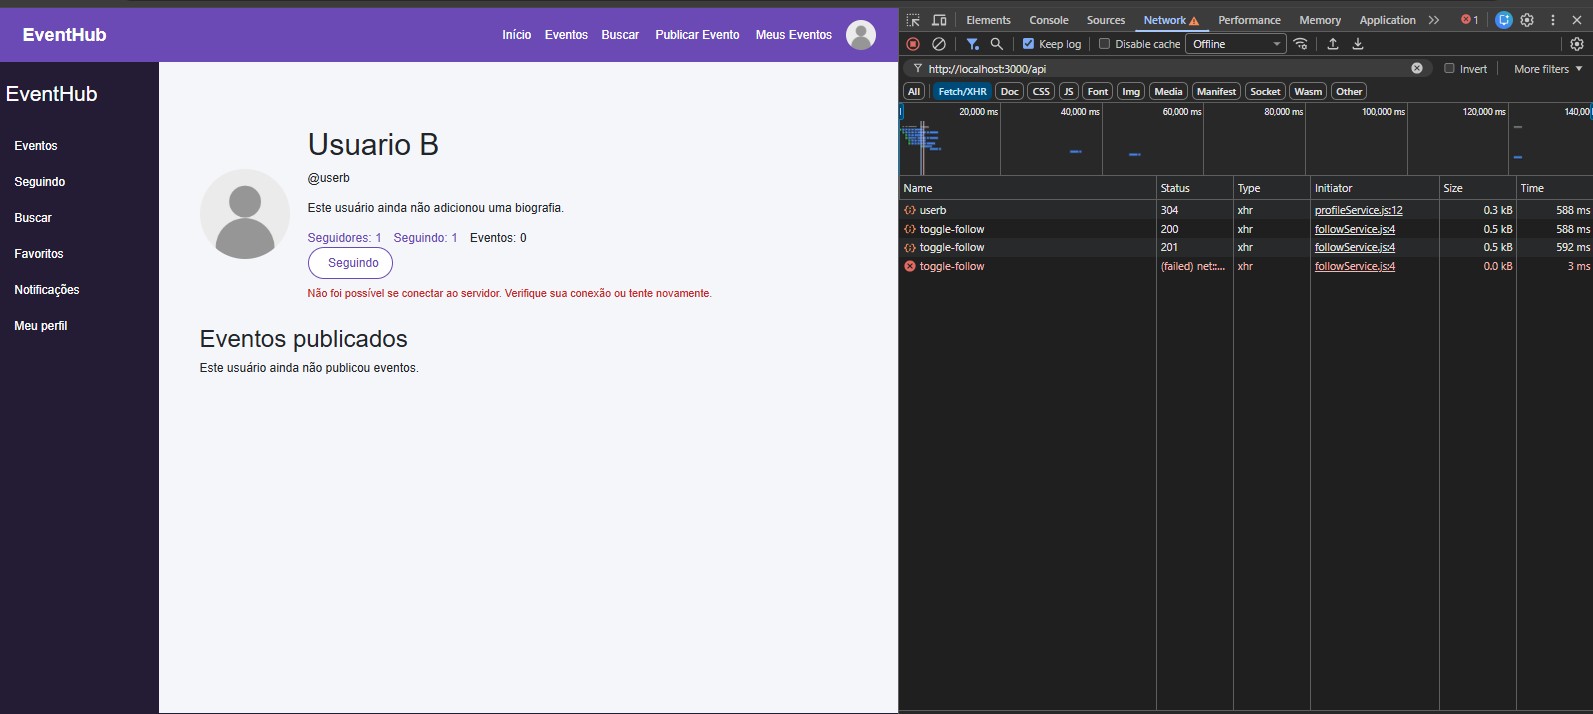 EventHub
Início Eventos Buscar Publicar Evento Meus Eventos
EventHub
Eventos
Seguindo
Buscar
Favoritos
Notificações
Meu perfil
Usuario B
@userb
Este usuário ainda não adicionou uma biografia.
Seguidores: 1 Seguindo: 1 Eventos: 0
Seguindo
Não foi possível se conectar ao servidor. Verifique sua conexão ou tente novamente.
Eventos publicados
Este usuário ainda não publicou eventos.
Elements Console Sources Network Performance Memory Application 1
Keep log Disable cache Offline
http://localhost:3000/api Invert More filters
All Fetch/XHR Doc CSS JS Font Img Media Manifest Socket Wasm Other
20,000 ms 40,000 ms 60,000 ms 80,000 ms 100,000 ms 120,000 ms 140,00
Name Status Type Initiator Size Time
userb 304 xhr profileService.js:12 0.3 kB 588 ms
toggle-follow 200 xhr followService.js:4 0.5 kB 588 ms
toggle-follow 201 xhr followService.js:4 0.5 kB 592 ms
toggle-follow (failed) net::... xhr followService.js:4 0.0 kB 3 ms